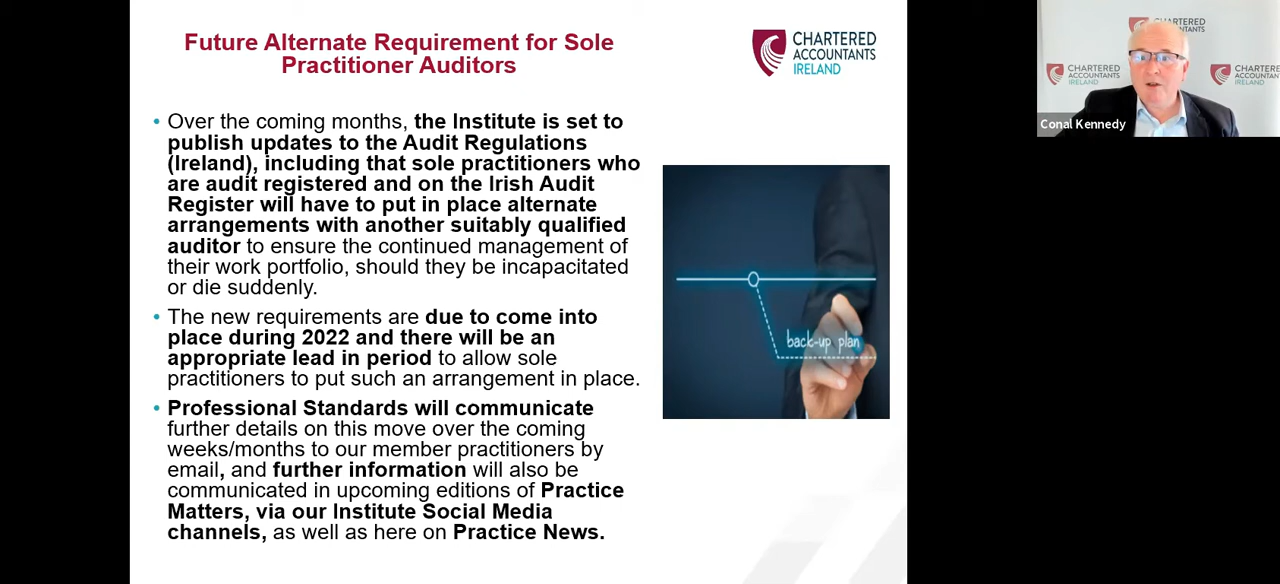 Future Alternate Requirement for Sole
Practitioner Auditors
CHARTERED
ACCOUNTANTS
IRELAND
• Over the coming months, the Institute is set to
publish updates to the Audit Regulations
(Ireland), including that sole practitioners who
are audit registered and on the Irish Audit
Register will have to put in place alternate
arrangements with another suitably qualified
auditor to ensure the continued management of
their work portfolio, should they be incapacitated
or die suddenly.
• The new requirements are due to come into
place during 2022 and there will be an
appropriate lead in period to allow sole
practitioners to put such an arrangement in place.
• Professional Standards will communicate
further details on this move over the coming
weeks/months to our member practitioners by
email, and further information will also be
communicated in upcoming editions of Practice
Matters, via our Institute Social Media
channels, as well as here on Practice News.
back-up plan
CHARTERED
CHARTERED
ACCOUNTANTS
IRELAND
CHARTERED
ACCOUNTANTS
IRELAND
Conal Kennedy